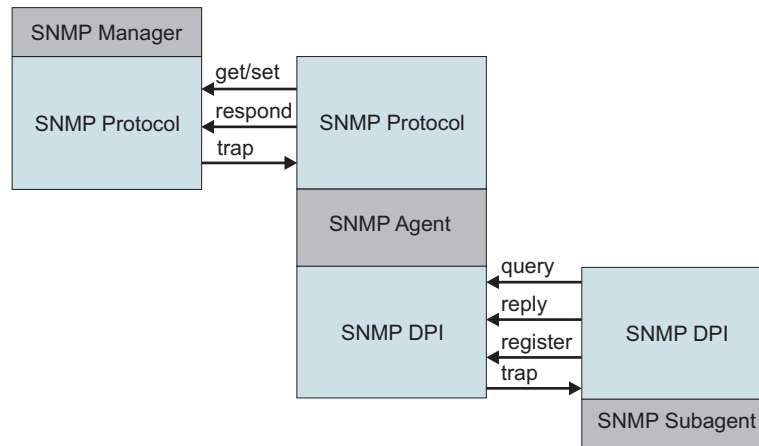 SNMP Manager
SNMP Protocol
get/set
respond
trap
SNMP Protocol
SNMP Agent
SNMP DPI
query
reply
register
trap
SNMP DPI
SNMP Subagent